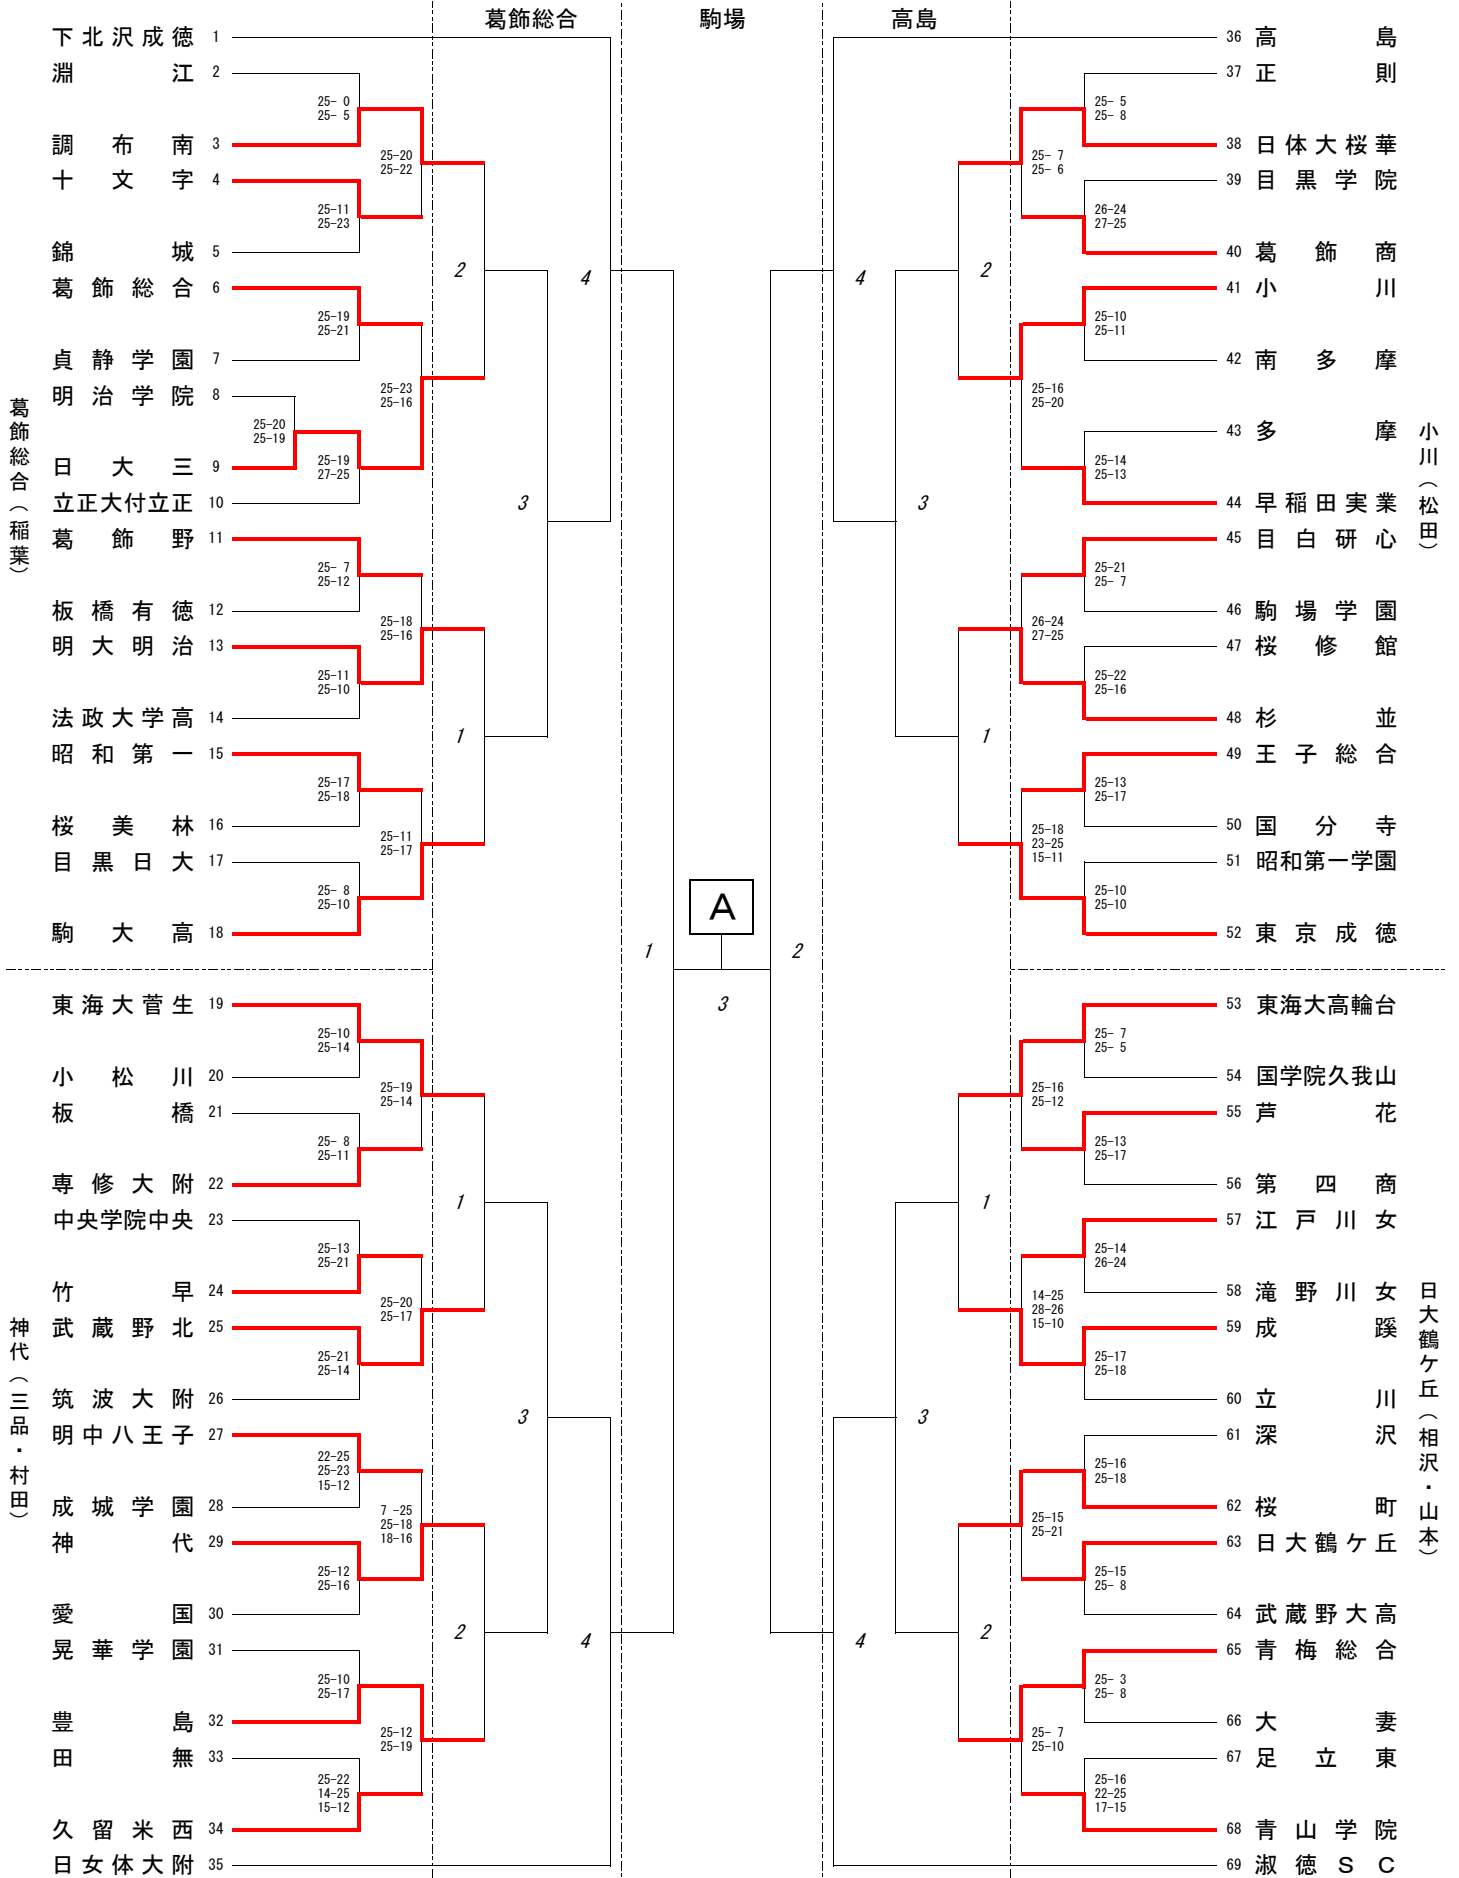 葛飾総合 駒場 高島
下北沢成徳 1
淵江 2
25- 0
25- 5
調布南 3
25-20
25-22
十文字 4
25-11
25-23
錦城 5
2
4
葛飾総合 6
25-19
25-21
貞静学園 7
25-23
25-16
明治学院 8
25-20
25-19
日大三 9
25-19
27-25
立正大付立正 10
3
葛飾野 11
25- 7
25-12
板橋有徳 12
25-18
25-16
明大明治 13
25-11
25-10
法政大学高 14
1
昭和第一 15
25-17
25-18
桜美林 16
25-11
25-17
目黒日大 17
25- 8
25-10
駒大高 18
葛飾総合（稲葉）
東海大菅生 19
25-10
25-14
小松川 20
25-19
25-14
板橋 21
25- 8
25-11
専修大附 22
1
中央学院中央 23
25-13
25-21
竹早 24
25-20
25-17
武蔵野北 25
25-21
25-14
筑波大附 26
3
明中八王子 27
22-25
25-23
15-12
成城学園 28
7 -25
25-18
18-16
神代 29
25-12
25-16
愛国 30
2
4
晃華学園 31
25-10
25-17
豊島 32
25-12
25-19
田無 33
25-22
14-25
15-12
久留米西 34
日女体大附 35
神代（三品・村田）
A
1
2
3
36 高島
37 正則
25- 5
25- 8
38 日体大桜華
25- 7
25- 6
39 目黒学院
26-24
27-25
40 葛飾商
2
4
41 小川
25-10
25-11
42 南多摩
25-16
25-20
43 多摩
25-14
25-13
44 早稲田実業
3
45 目白研心
25-21
25- 7
46 駒場学園
26-24
27-25
47 桜修館
25-22
25-16
48 杉並
1
49 王子総合
25-13
25-17
50 国分寺
25-18
23-25
15-11
51 昭和第一学園
25-10
25-10
52 東京成徳
小川（松田）
53 東海大高輪台
25- 7
25- 5
54 国学院久我山
25-16
25-12
55 芦花
25-13
25-17
56 第四商
1
57 江戸川女
25-14
26-24
58 滝野川女
14-25
28-26
15-10
59 成蹊
25-17
25-18
60 立川
3
61 深沢
25-16
25-18
62 桜町
25-15
25-21
63 日大鶴ケ丘
25-15
25- 8
64 武蔵野大高
2
4
65 青梅総合
25- 3
25- 8
66 大妻
25- 7
25-10
67 足立東
25-16
22-25
17-15
68 青山学院
69 淑徳ＳＣ
日大鶴ケ丘（相沢・山本）